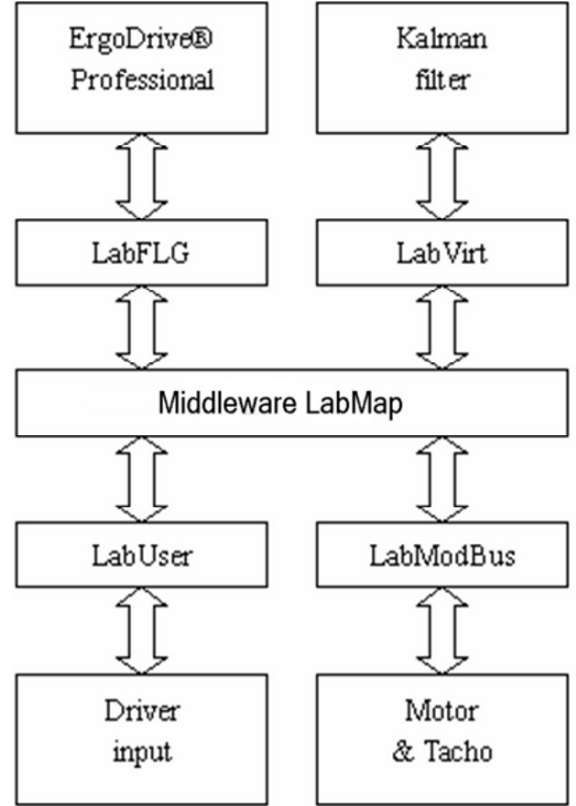 ErgoDrive®
Professional
Kalman
filter
LabFLG
LabVirt
Middleware LabMap
LabUser
LabModBus
Driver
input
Motor
& Tacho